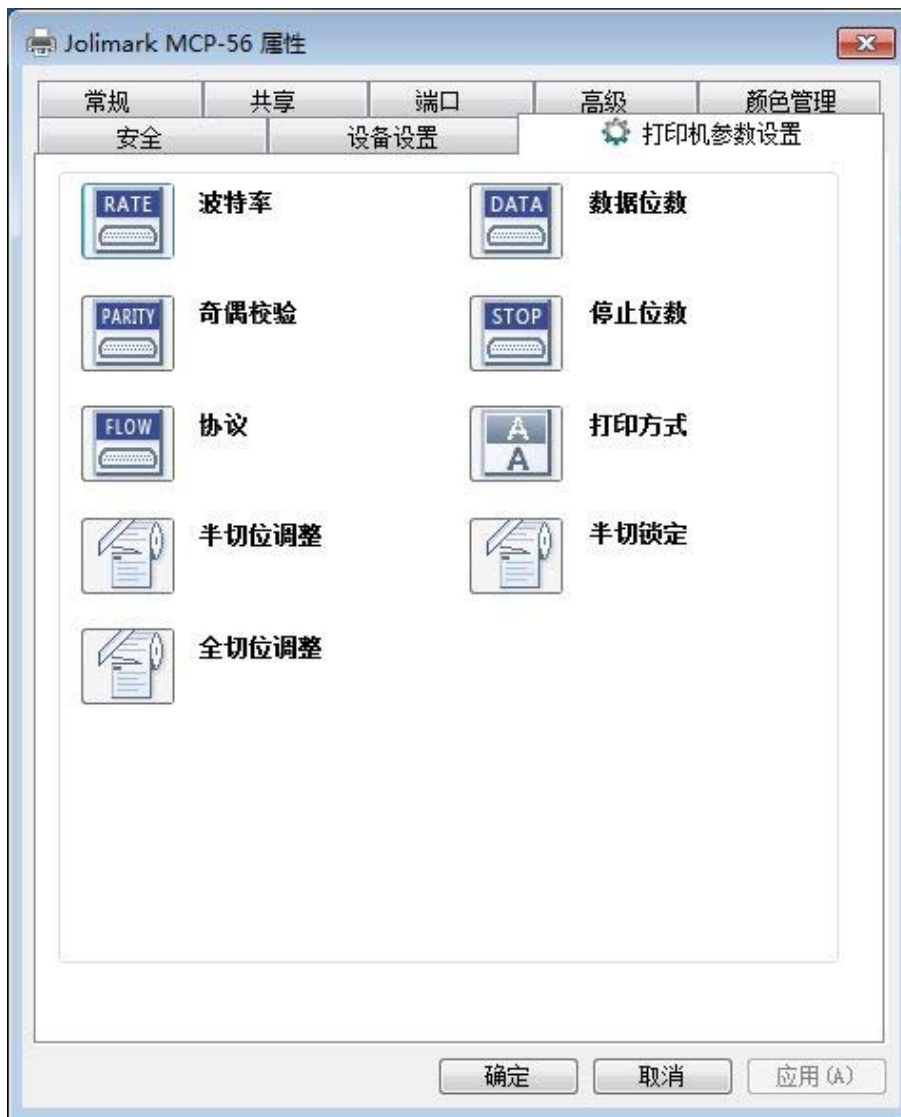 Jolimark MCP-56 属性
常规 共享 端口 高级 颜色管理
安全 设备设置 打印机参数设置
RATE 波特率 DATA 数据位数
PARITY 奇偶校验 STOP 停止位数
FLOW 协议 A A 打印方式
半切位调整 半切锁定
全切位调整
确定 取消 应用(A)